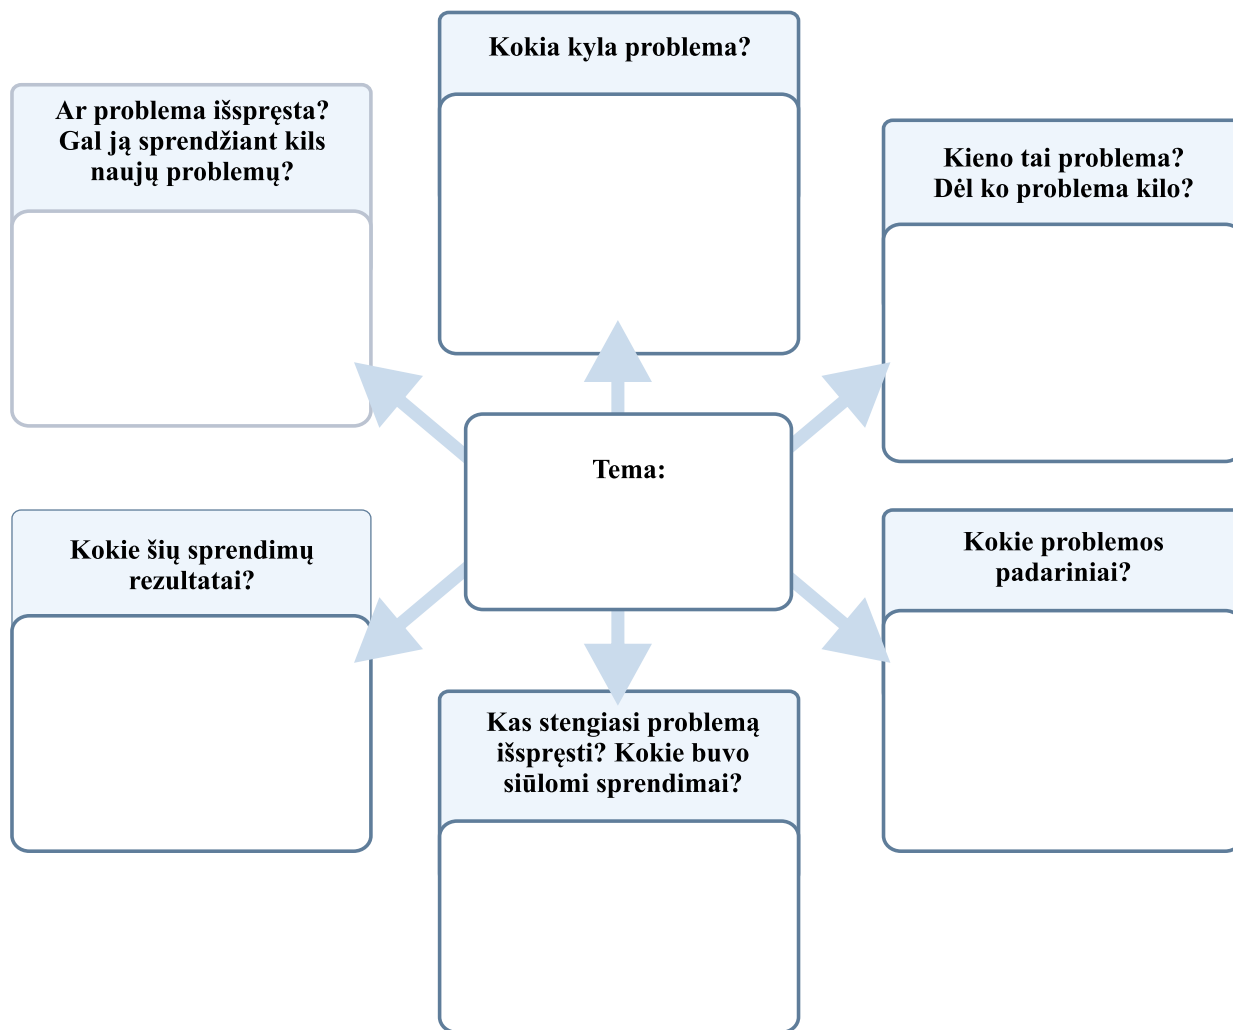 Kokia kyla problema?
Ar problema išspręsta?
Gal ją sprendžiant kils
naujų problemų?
Kieno tai problema?
Dėl ko problema kilo?
Tema:
Kokie šių sprendimų
rezultatai?
Kokie problemos
padariniai?
Kas stengiasi problemą
išspręsti? Kokie buvo
siūlomi sprendimai?